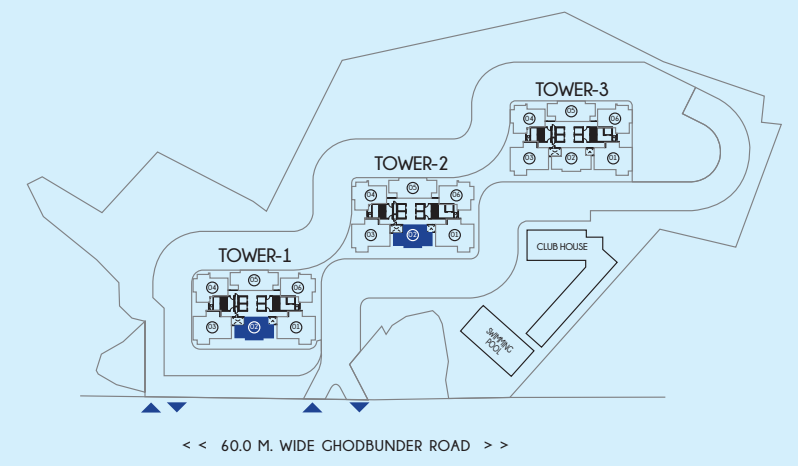 TOWER-3
05
04
06
03
02
01
TOWER-2
05
04
06
03
02
01
TOWER-1
05
04
06
03
02
01
CLUB HOUSE
SWIMMING
POOL
< < 60.0 M. WIDE GHODBUNDER ROAD > >